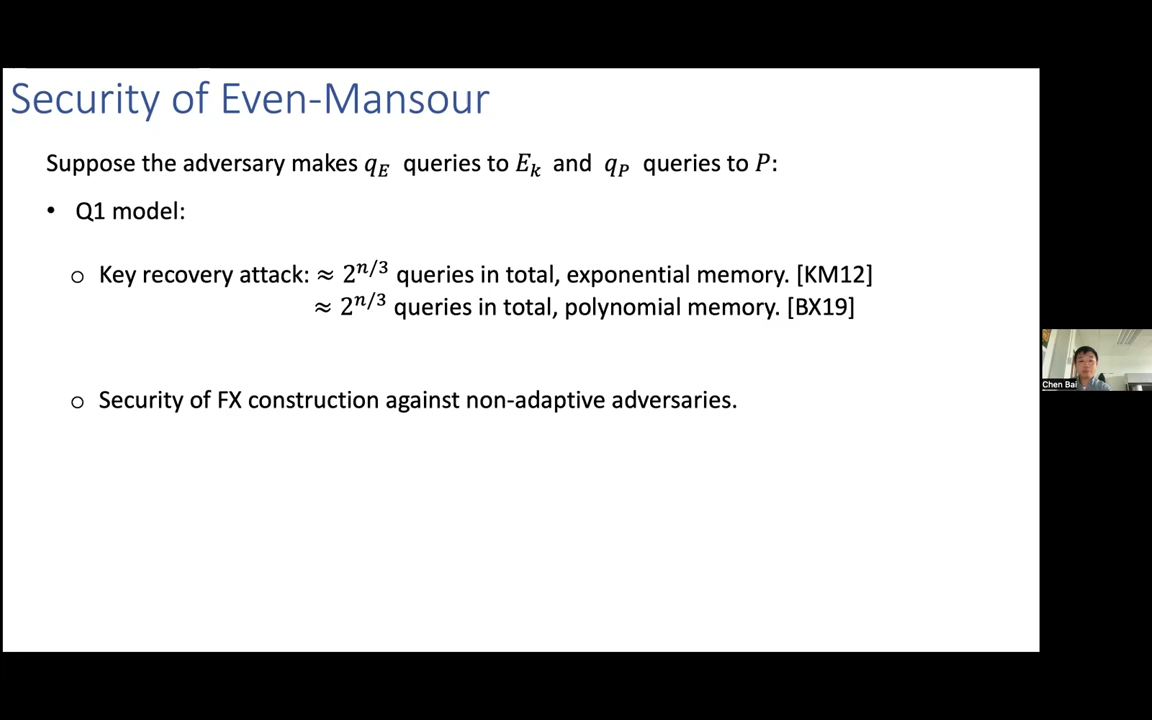 Security of Even-Mansour
Suppose the adversary makes q_E queries to E_k and q_P queries to P:
• Q1 model:
o Key recovery attack: ≈ 2^{n/3} queries in total, exponential memory. [KM12]
≈ 2^{n/3} queries in total, polynomial memory. [BX19]
Chen Bai
o Security of FX construction against non-adaptive adversaries.